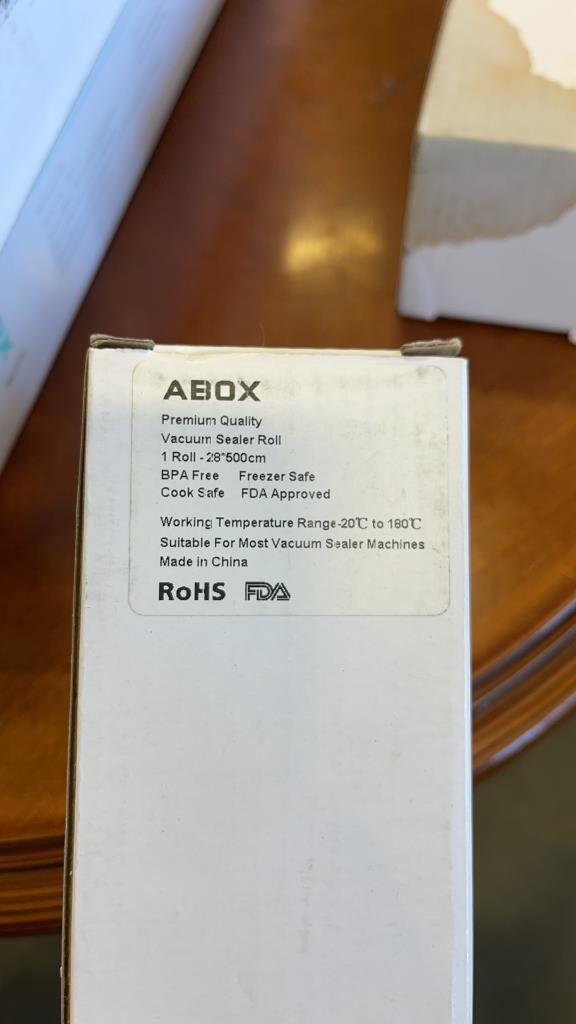 ABOX
Premium Quality
Vacuum Sealer Roll
1 Roll - 28*500cm
BPA Free Freezer Safe
Cook Safe FDA Approved
Working Temperature Range-20℃ to 180℃
Suitable For Most Vacuum Sealer Machines
Made in China
RoHS FDA